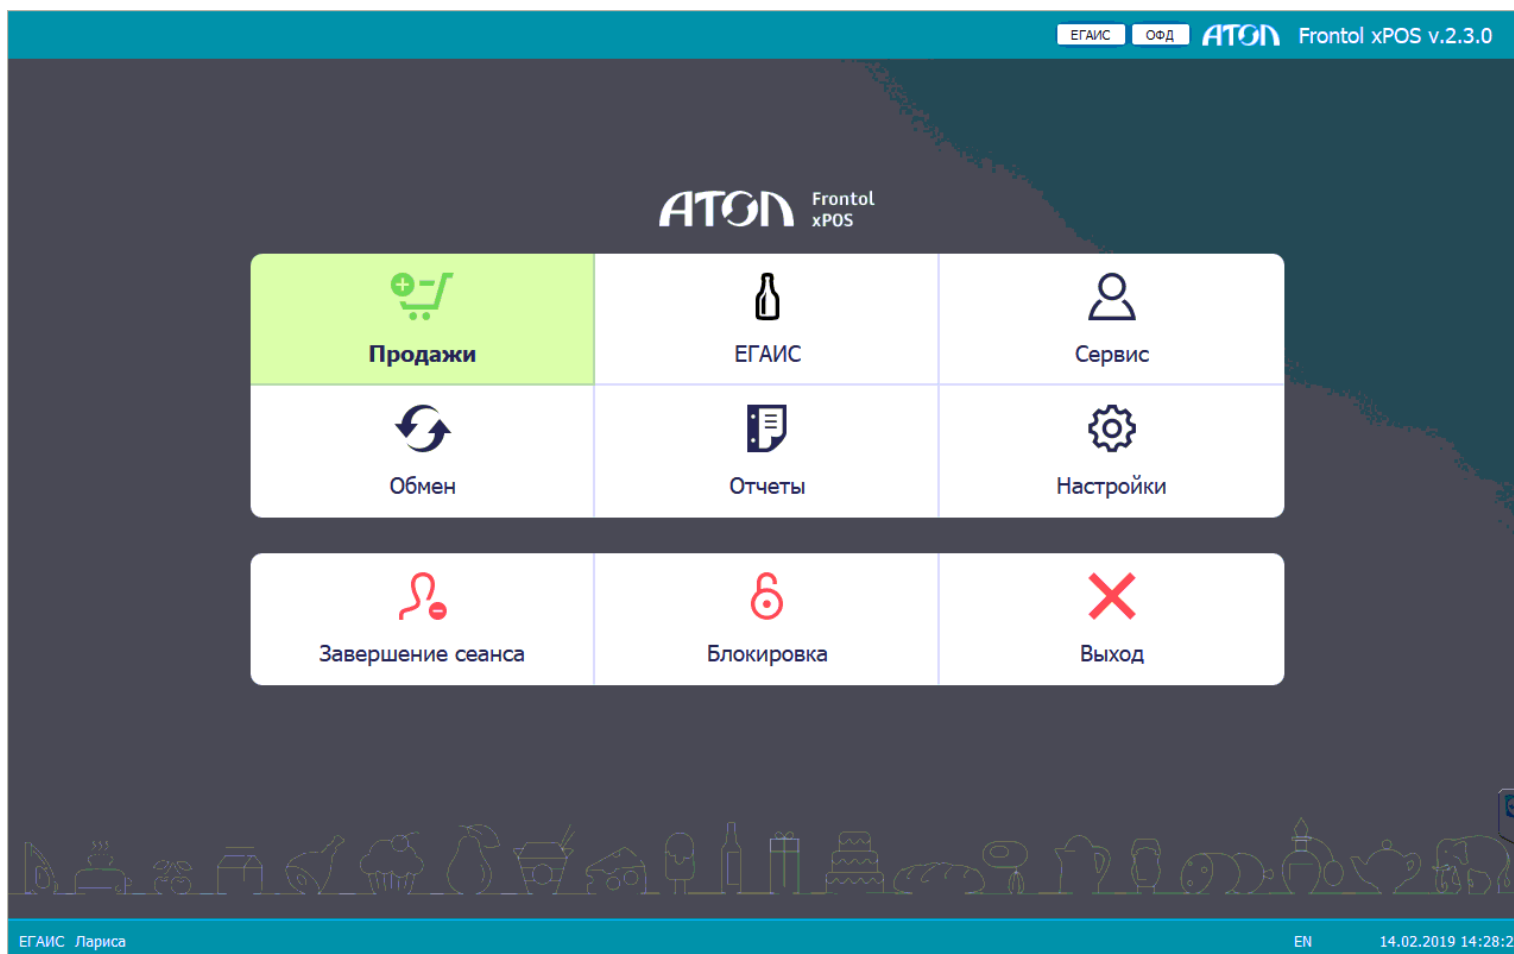 ЕГАИС ОФД АТОЛ Frontol xPOS v.2.3.0
АТОЛ Frontol
xPOS
Продажи ЕГАИС Сервис
Обмен Отчеты Настройки
Завершение сеанса Блокировка Выход
ЕГАИС Лариса EN 14.02.2019 14:28:2